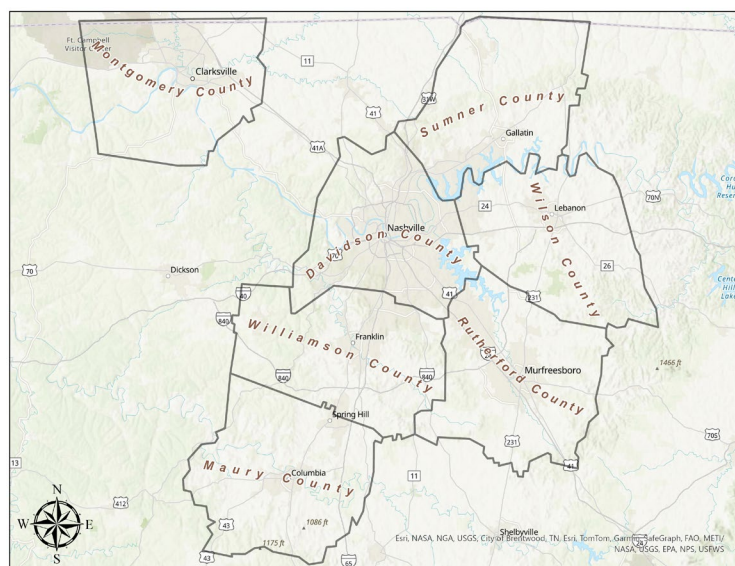 Ft. Campbell
Visitor Center
Montgomery County
Clarksville
11
41
31W
Sumner County
Gallatin
41A
24
Lebanon
70N
Wilson County
Nashville
Davidson County
26
70
Dickson
40
41
231
Center
Hill
Lake
840
Williamson County
Franklin
Rutherford County
Murfreesboro
1466 ft
840
840
Spring Hill
231
70S
13
Maury County
Columbia
11
41
412
N
W
E
S
43
1086 ft
1175 ft
43
65
Shelbyville
24
Esri, NASA, NGA, USGS, City of Brentwood, TN, Esri, TomTom, Garmin, SafeGraph, FAO, METI/
NASA, USGS, EPA, NPS, USFWS